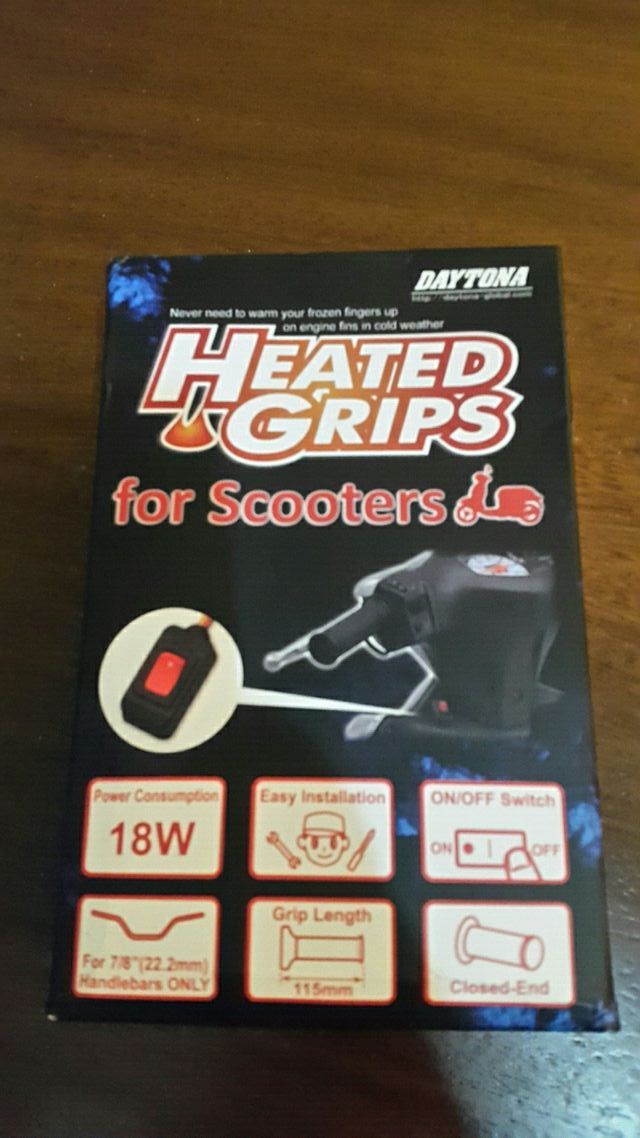 DAYTONA
http://daytona-global.com
Never need to warm your frozen fingers up
on engine fins in cold weather
HEATED
GRIPS
for Scooters
Power Consumption
18W
Easy Installation
ON/OFF Switch
ON
OFF
For 7/8"(22.2mm)
Handlebars ONLY
Grip Length
115mm
Closed-End